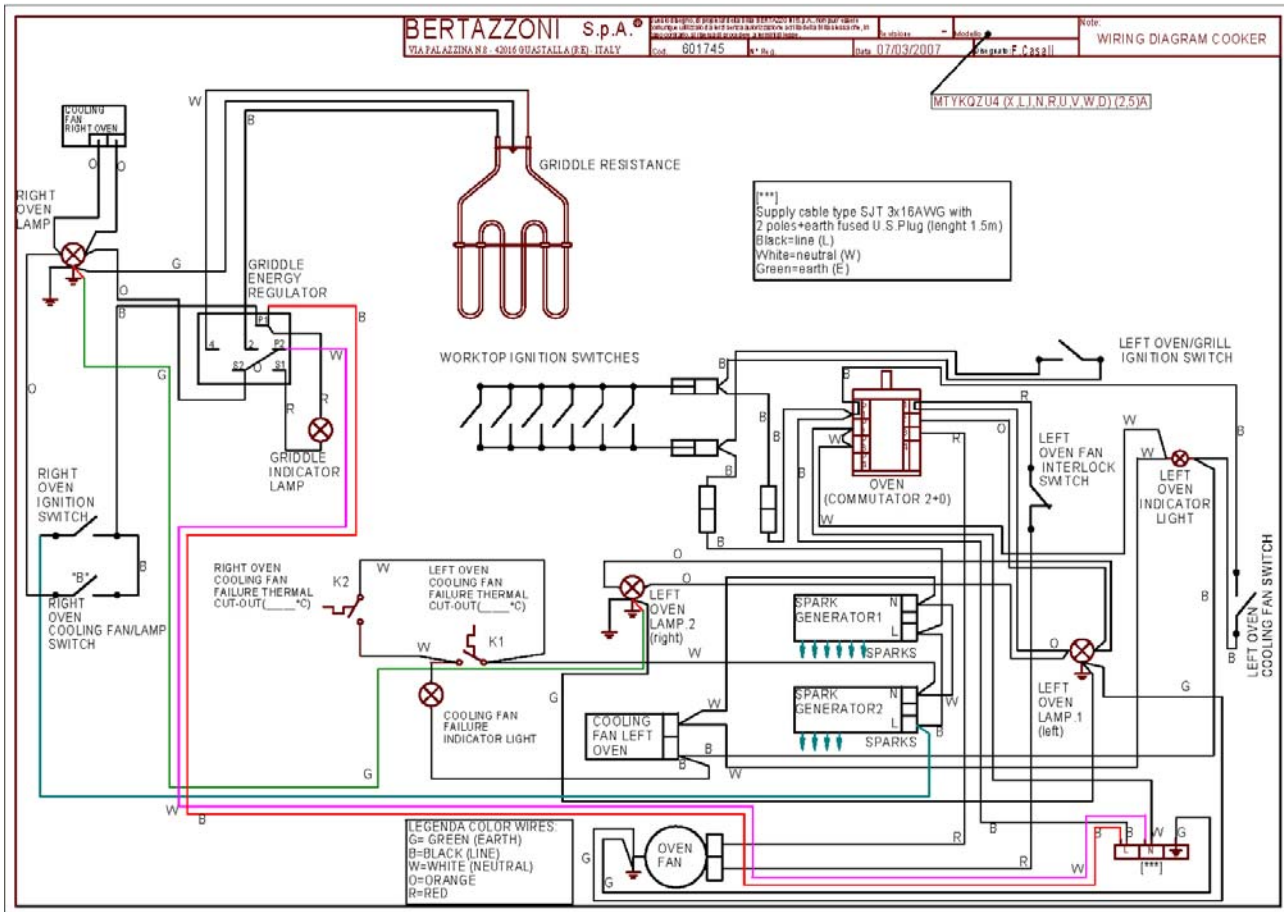 BERTAZZONI S.p.A.®
VIA PALAZZINA N 8 - 42016 GUASTALLA (RE) - ITALY
Cod. 601745
N° Reg.
Revisione -
Modello
Data 07/03/2007
Disegnato: F.Casali
Note:
WIRING DIAGRAM COOKER
MTYKQZU4 (X,L,I,N,R,U,V,W,D) (2,5)A
COOLING
FAN
RIGHT OVEN
O
O
W
B
GRIDDLE RESISTANCE
RIGHT
OVEN
LAMP
G
O
B
GRIDDLE
ENERGY
REGULATOR
P1
4
2
P2
S2
O
S1
B
W
R
R
G
O
GRIDDLE
INDICATOR
LAMP
[***]
Supply cable type SJT 3x16AWG with
2 poles+earth fused U.S.Plug (lenght 1.5m)
Black=line (L)
White=neutral (W)
Green=earth (E)
WORKTOP IGNITION SWITCHES
B
B
B
B
LEFT OVEN/GRILL
IGNITION SWITCH
B
R
O
R
W
B
W
OVEN
(COMMUTATOR 2+0)
LEFT
OVEN FAN
INTERLOCK
SWITCH
W
W
B
LEFT
OVEN
INDICATOR
LIGHT
B
B
LEFT OVEN
COOLING FAN SWITCH
RIGHT
OVEN
IGNITION
SWITCH
"B"
B
RIGHT
OVEN
COOLING FAN/LAMP
SWITCH
RIGHT OVEN
COOLING FAN
FAILURE THERMAL
CUT-OUT(_____°C)
K2
W
LEFT OVEN
COOLING FAN
FAILURE THERMAL
CUT-OUT(_____°C)
K1
W
W
COOLING FAN
FAILURE
INDICATOR LIGHT
O
O
LEFT
OVEN
LAMP.2
(right)
G
B
SPARK
GENERATOR1
N
L
SPARKS
SPARK
GENERATOR2
N
L
SPARKS
W
B
COOLING
FAN LEFT
OVEN
W
B
B
W
O
LEFT
OVEN
LAMP.1
(left)
G
G
W
B
LEGENDA COLOR WIRES:
G= GREEN (EARTH)
B=BLACK (LINE)
W=WHITE (NEUTRAL)
O=ORANGE
R=RED
G
G
OVEN
FAN
R
R
B
W
B
B
W
G
L
N
[***]